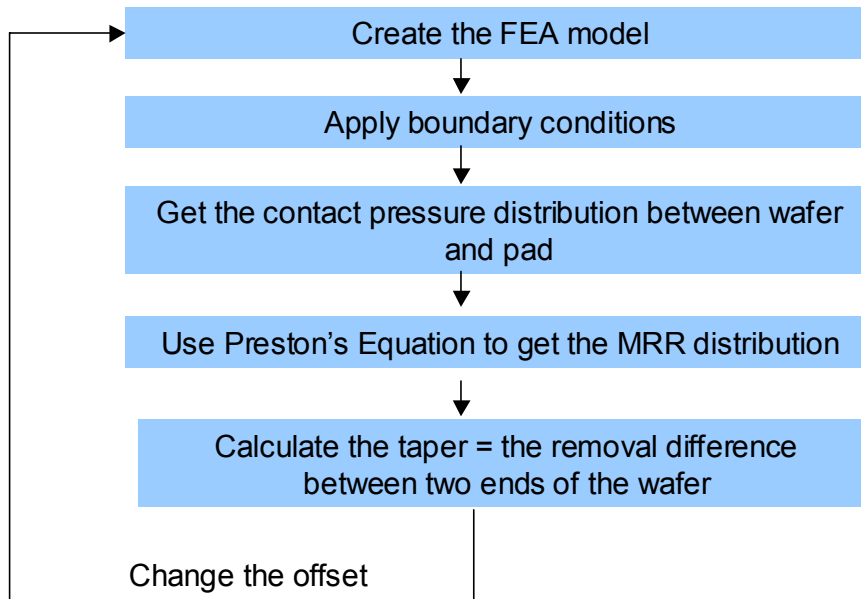 Create the FEA model
Apply boundary conditions
Get the contact pressure distribution between wafer
and pad
Use Preston’s Equation to get the MRR distribution
Calculate the taper = the removal difference
between two ends of the wafer
Change the offset